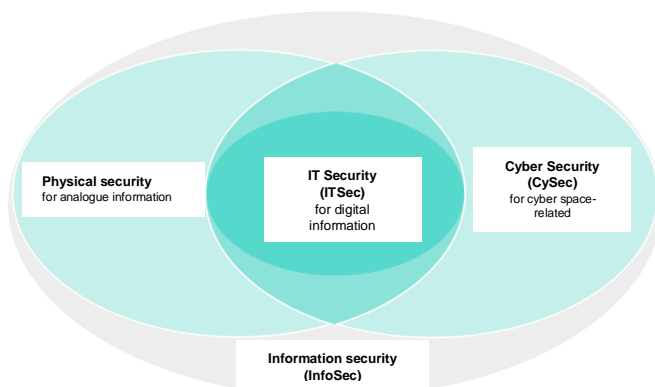 Physical security
for analogue information
IT Security
(ITSec)
for digital
information
Cyber Security
(CySec)
for cyber space-
related
Information security
(InfoSec)